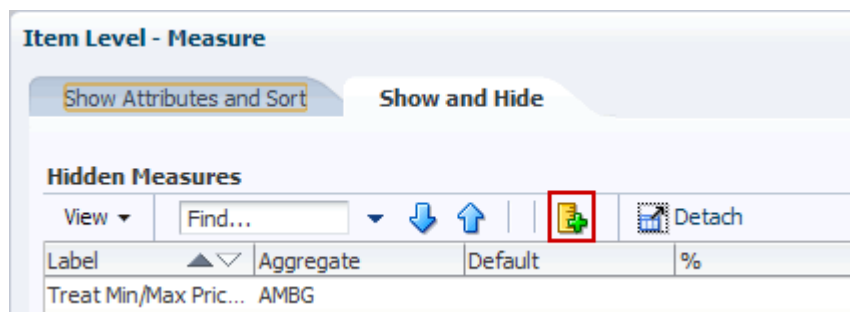 Item Level - Measure
Show Attributes and Sort Show and Hide
Hidden Measures
View Find... Detach
Label Aggregate Default %
Treat Min/Max Pric... AMBG